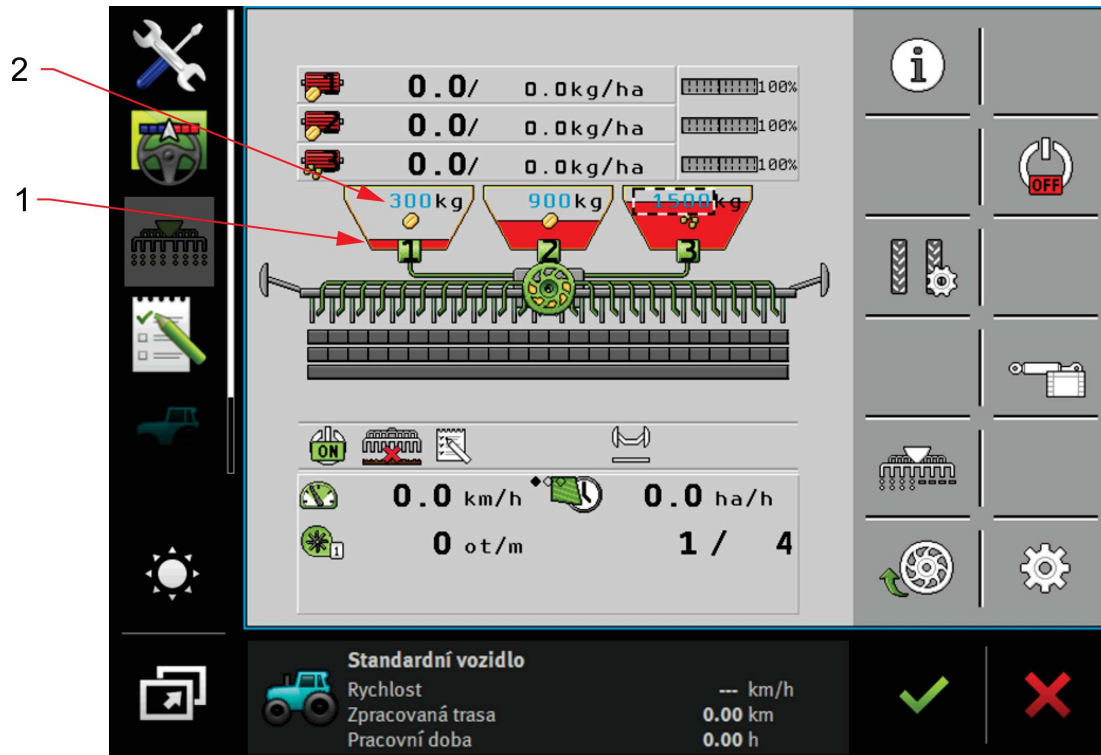 2
1
0.0/ 0.0kg/ha 100%
0.0/ 0.0kg/ha 100%
0.0/ 0.0kg/ha 100%
300kg 900kg 1500kg
1 2 3
OFF
ON
0.0 km/h 0.0 ha/h
1 0 ot/m 1/ 4
Standardní vozidlo
Rychlost --- km/h
Zpracovaná trasa 0.00 km
Pracovní doba 0.00 h